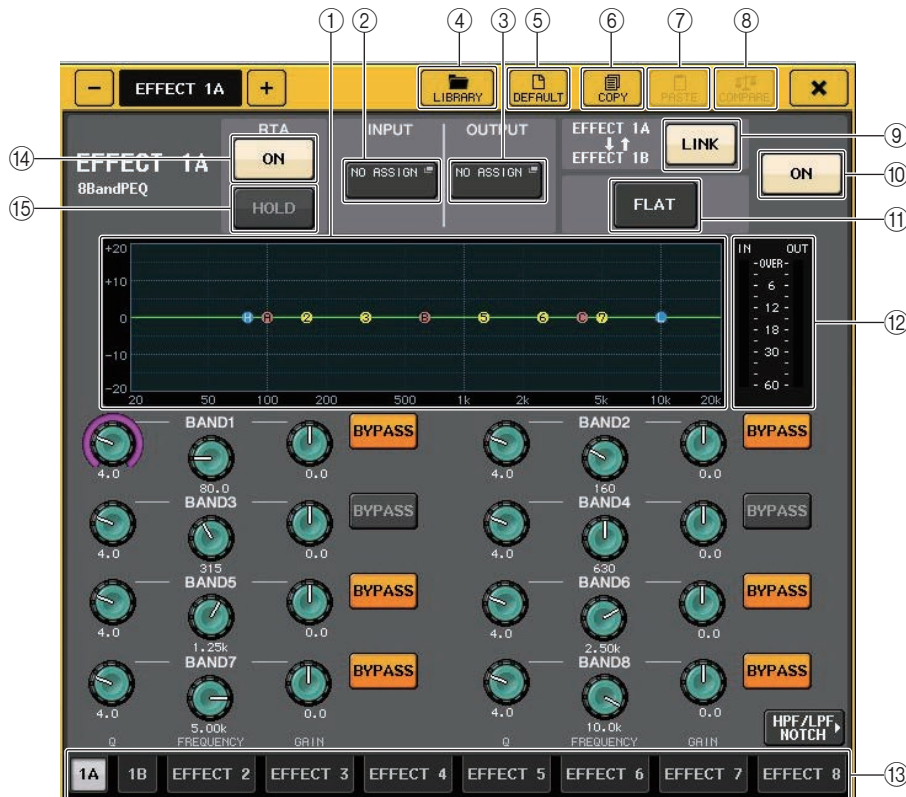 ① ② ④ ③ ⑤ ⑥ ⑦ ⑧
− EFFECT 1A + LIBRARY DEFAULT COPY PASTE COMPARE ×
RTA INPUT OUTPUT EFFECT 1A
EFFECT 1B
LINK ⑨
⑭ EFFECT 1A
8BandPEQ
ON NO ASSIGN NO ASSIGN ON ⑩
⑮ HOLD FLAT ⑪
+20
+10
0
-10
-20
H A 2 3 B 5 6 C 7 L
20 50 100 200 500 1k 2k 5k 10k 20k
IN OUT
-OVER-
- 6 -
- 12 -
- 18 -
- 30 -
- 60 -
⑫
BAND1 BYPASS BAND2 BYPASS
4.0 80.0 0.0 4.0 160 0.0
BAND3 BYPASS BAND4 BYPASS
4.0 315 0.0 4.0 630 0.0
BAND5 BYPASS BAND6 BYPASS
4.0 1.25k 0.0 4.0 2.50k 0.0
BAND7 BYPASS BAND8 BYPASS
4.0 5.00k 0.0 4.0 10.0k 0.0
Q FREQUENCY GAIN Q FREQUENCY GAIN
HPF/LPF
NOTCH
1A 1B EFFECT 2 EFFECT 3 EFFECT 4 EFFECT 5 EFFECT 6 EFFECT 7 EFFECT 8 ⑬